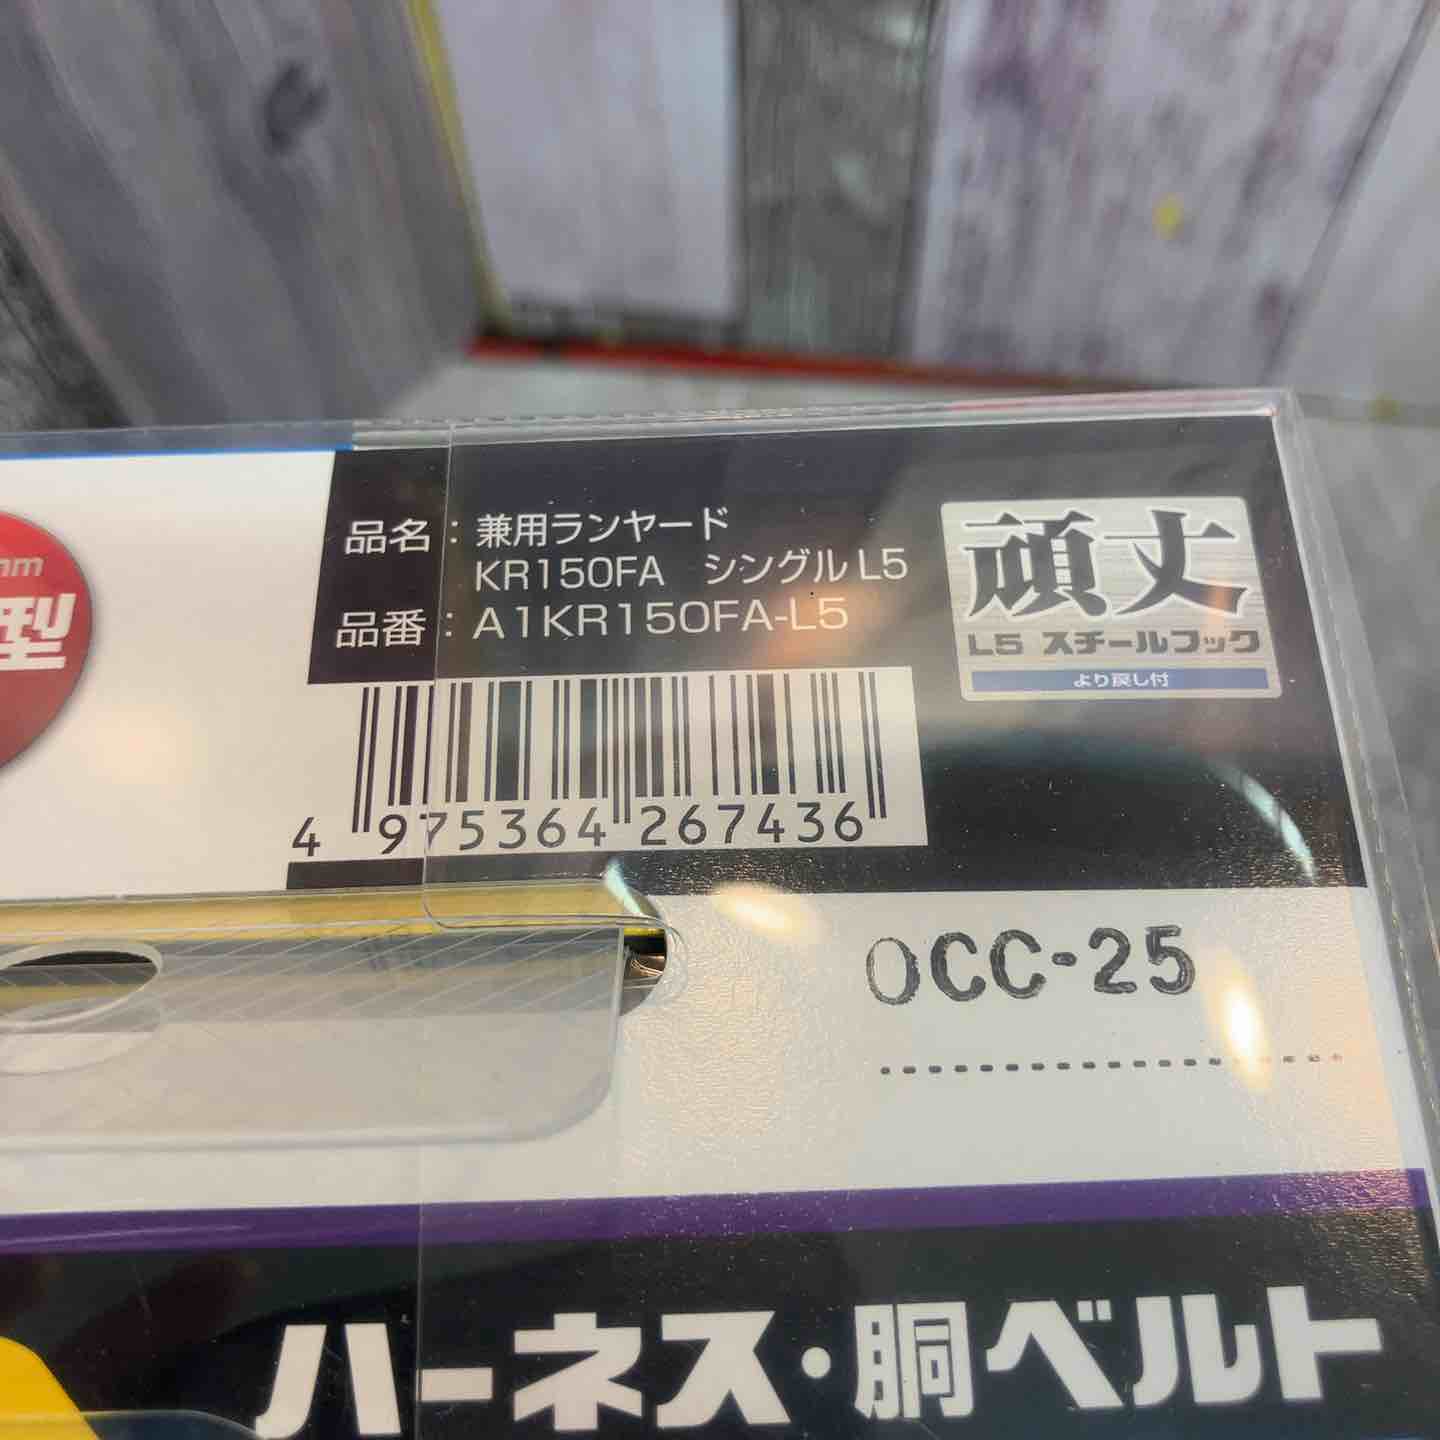 mm
型
品名：兼用ランヤード
KR150FA シングル L5
品番：A1KR150FA-L5
頑丈
L5 スチールフック
より戻し付
4 975364 267436
OCC-25
ハーネス・胴ベルト